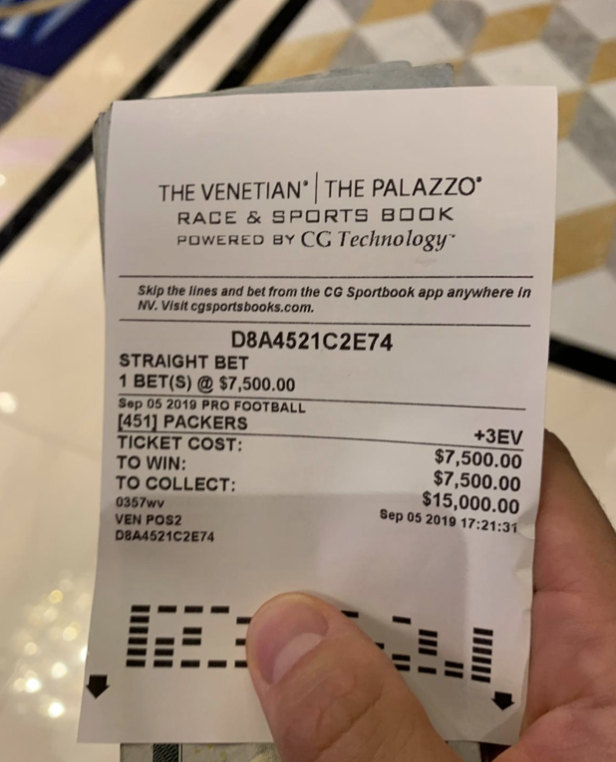 THE VENETIAN® | THE PALAZZO®
RACE & SPORTS BOOK
POWERED BY CG Technology™
Skip the lines and bet from the CG Sportbook app anywhere in
NV. Visit cgsportsbooks.com.
D8A4521C2E74
STRAIGHT BET
1 BET(S) @ $7,500.00
Sep 05 2019 PRO FOOTBALL
[451] PACKERS +3EV
TICKET COST: $7,500.00
TO WIN: $7,500.00
TO COLLECT: $15,000.00
0357wv Sep 05 2019 17:21:31
VEN POS2
D8A4521C2E74